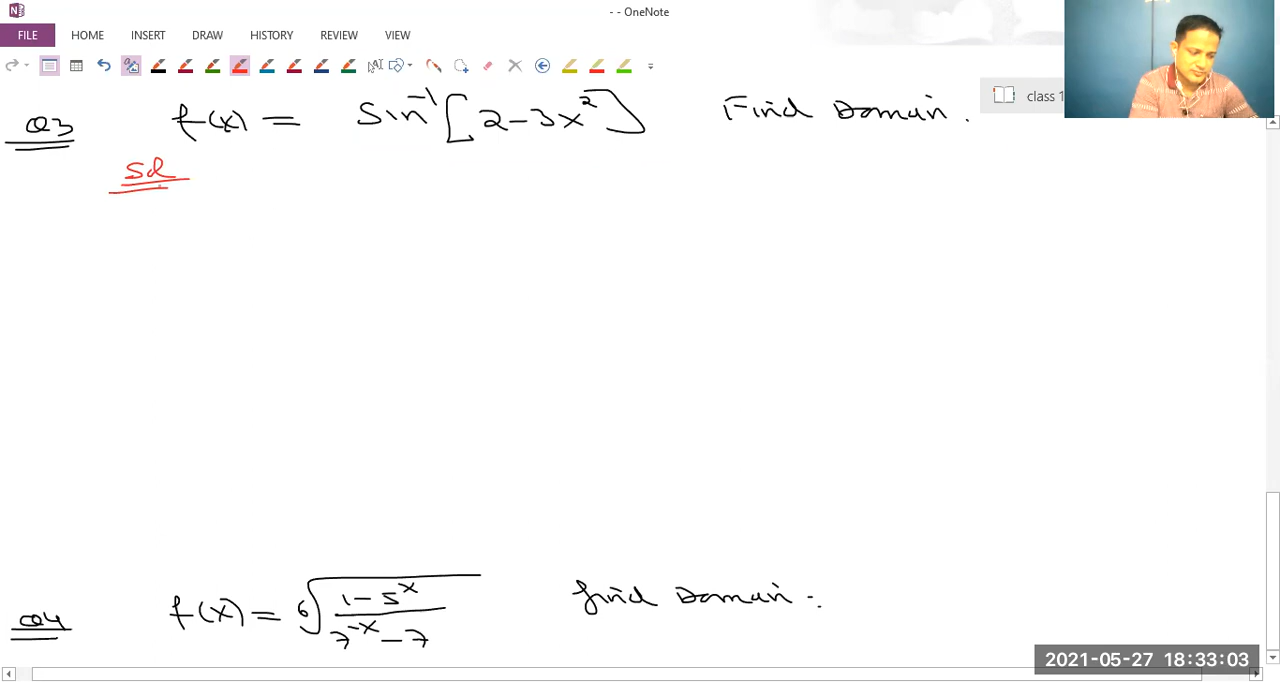 - - OneNote
FILE HOME INSERT DRAW HISTORY REVIEW VIEW
class 1
Q3 f(x) = Sin⁻¹[2-3x²] Find Domain.
Sol
Q4 f(x) = ⁶√((1-5ˣ)/(7⁻ˣ-7)) find Domain.
2021-05-27 18:33:03